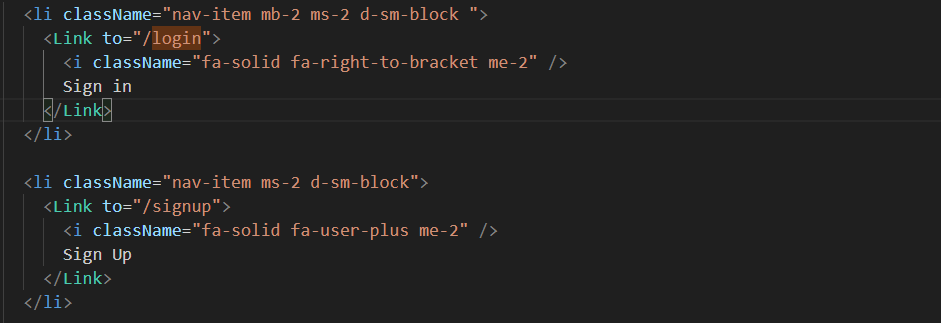 <li className="nav-item mb-2 ms-2 d-sm-block ">
<Link to="/login">
<i className="fa-solid fa-right-to-bracket me-2" />
Sign in
</Link>
</li>
<li className="nav-item ms-2 d-sm-block">
<Link to="/signup">
<i className="fa-solid fa-user-plus me-2" />
Sign Up
</Link>
</li>